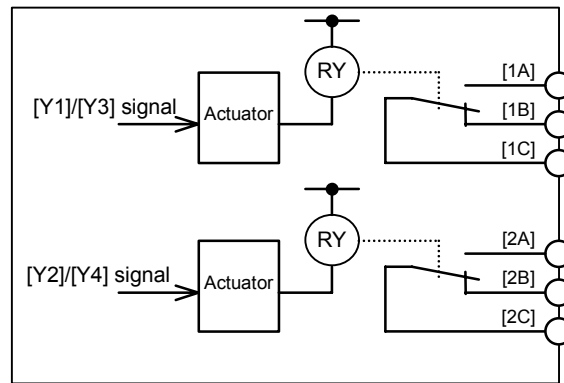 RY
[1A]
[Y1]/[Y3] signal
Actuator
[1B]
[1C]
RY
[2A]
[Y2]/[Y4] signal
Actuator
[2B]
[2C]